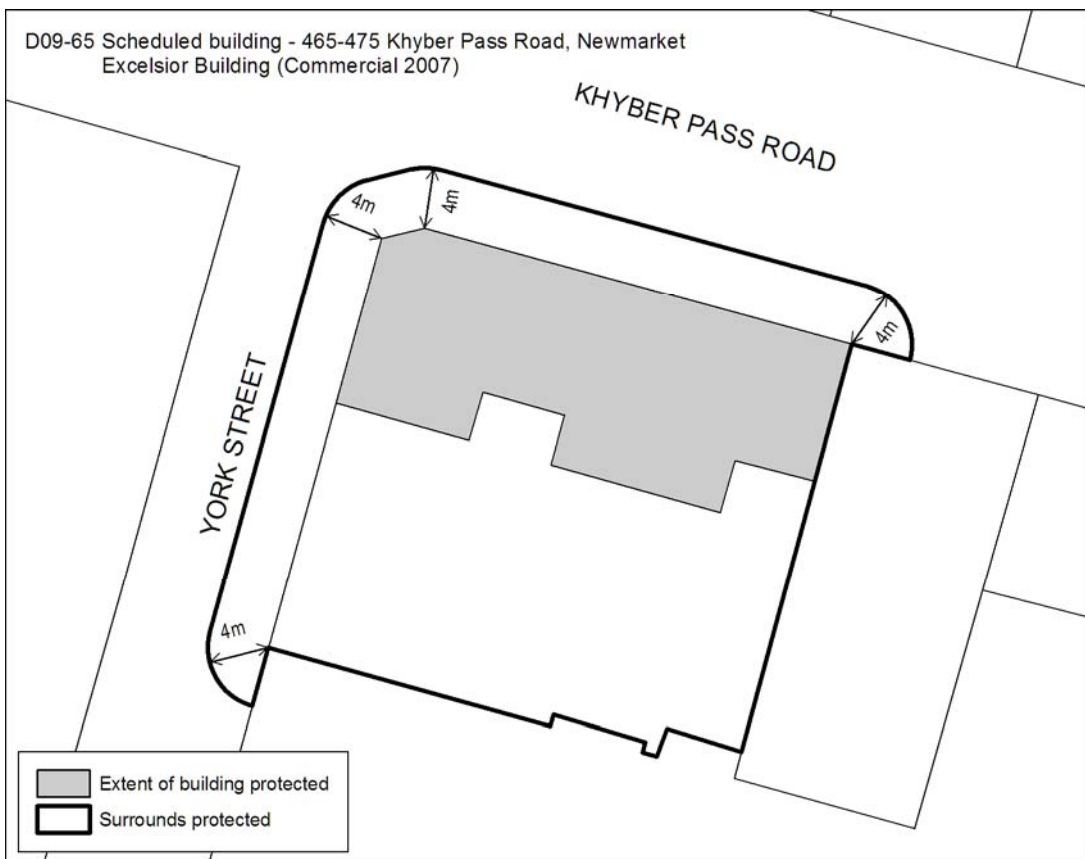 D09-65 Scheduled building - 465-475 Khyber Pass Road, Newmarket
Excelsior Building (Commercial 2007)
KHYBER PASS ROAD
4m
4m
4m
YORK STREET
4m
Extent of building protected
Surrounds protected